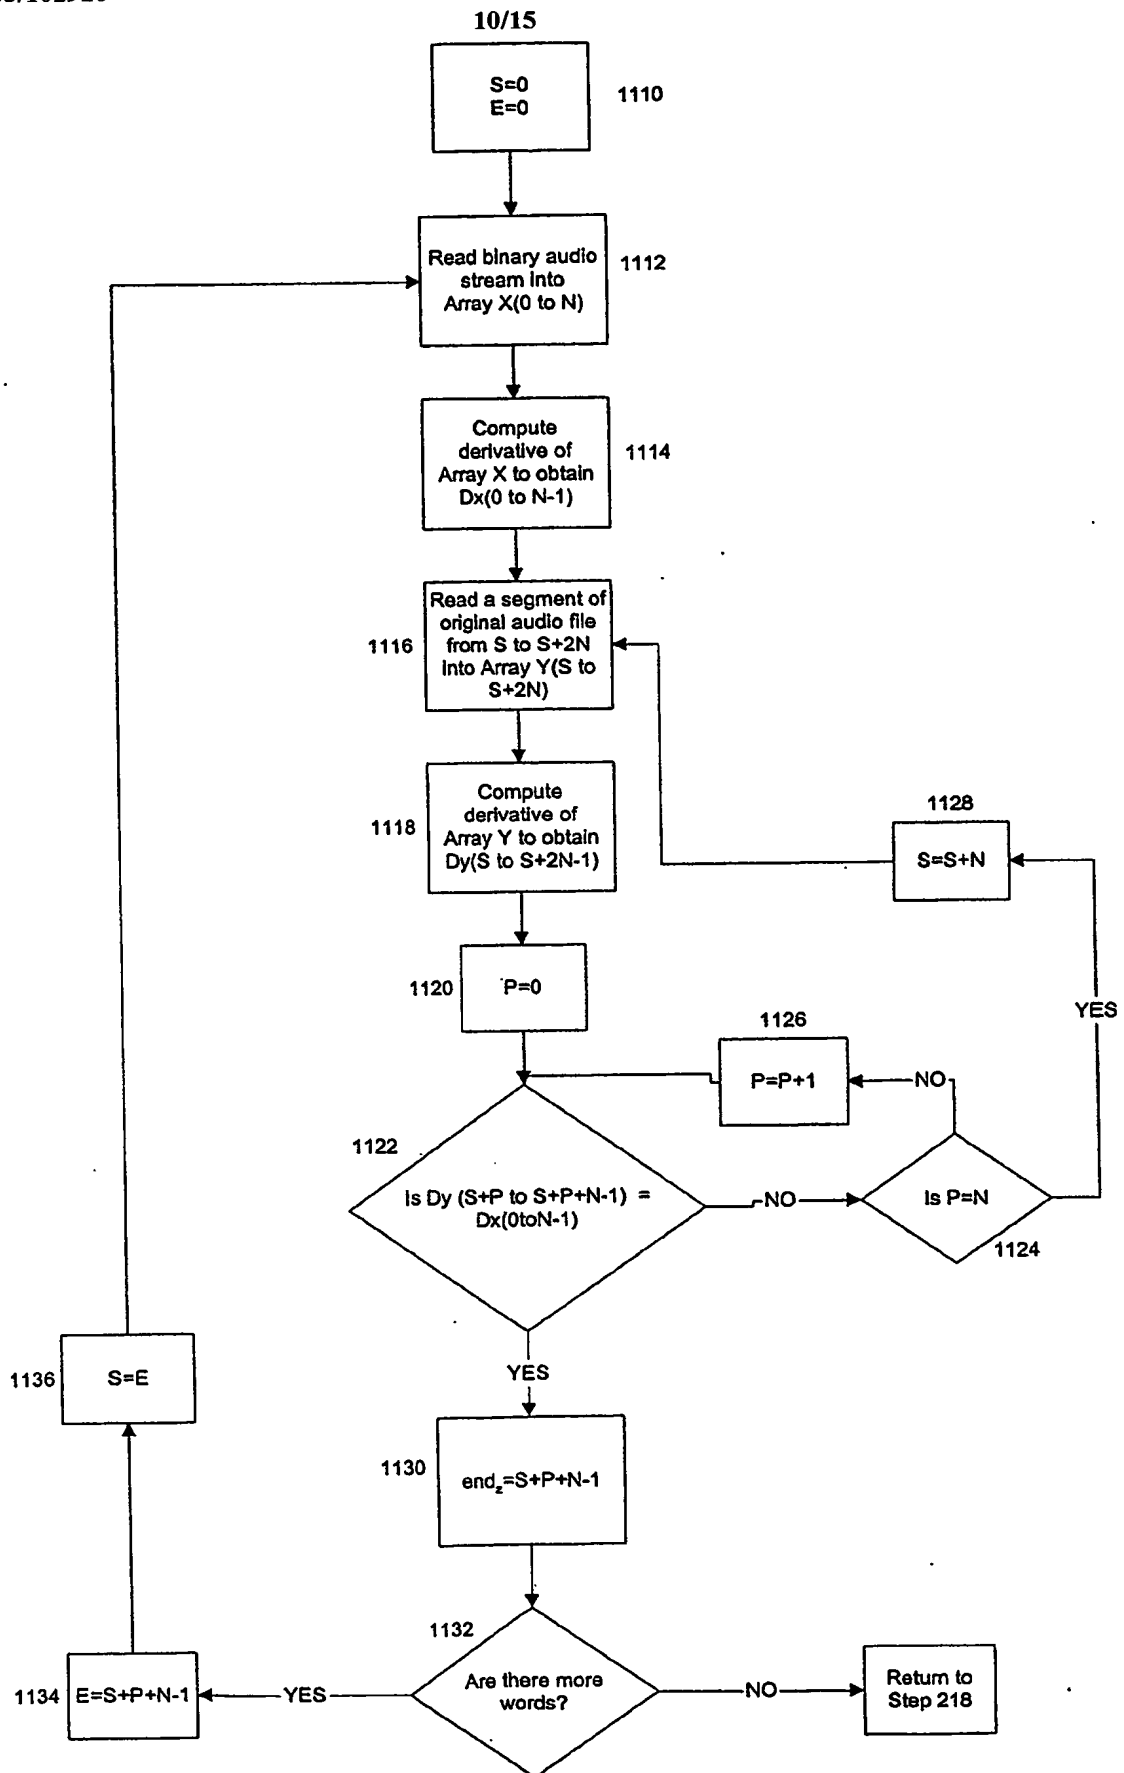 10/15
S=0
E=0
1110
Read binary audio
stream into
Array X(0 to N)
1112
Compute
derivative of
Array X to obtain
Dx(0 to N-1)
1114
Read a segment of
original audio file
from S to S+2N
into Array Y(S to
S+2N)
1116
Compute
derivative of
Array Y to obtain
Dy(S to S+2N-1)
1118
1128
S=S+N
P=0
1120
YES
1126
P=P+1
NO
1122
Is Dy (S+P to S+P+N-1) =
Dx(0toN-1)
NO
Is P=N
1124
YES
1136
S=E
1130
end_z=S+P+N-1
1132
Are there more
words?
YES
1134
E=S+P+N-1
NO
Return to
Step 218